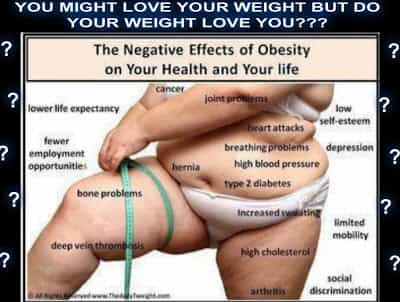 YOU MIGHT LOVE YOUR WEIGHT BUT DO
YOUR WEIGHT LOVE YOU???
The Negative Effects of Obesity
on Your Health and Your life
cancer
joint problems
lower life expectancy
low
self-esteem
heart attacks
fewer
employment
opportunities
breathing problems
depression
hernia
high blood pressure
type 2 diabetes
bone problems
Increased sweating
limited
mobility
deep vein thrombosis
high cholesterol
social
discrimination
arthritis
© All Rights Reserved
? ? ? ? ? ? ? ? ? ?